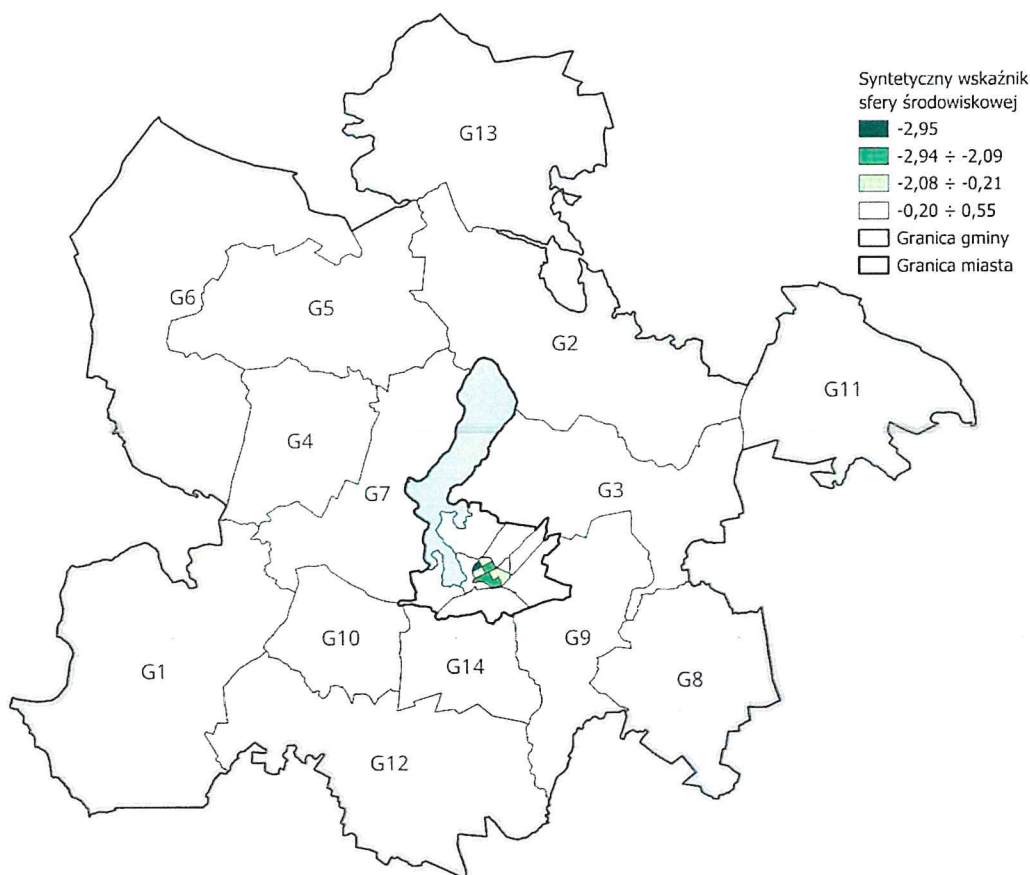 Syntetyczny wskaźnik
sfery środowiskowej
-2,95
-2,94 ÷ -2,09
-2,08 ÷ -0,21
-0,20 ÷ 0,55
Granica gminy
Granica miasta
G13
G6
G5
G2
G11
G4
G7
G3
G10
G9
G1
G14
G8
G12